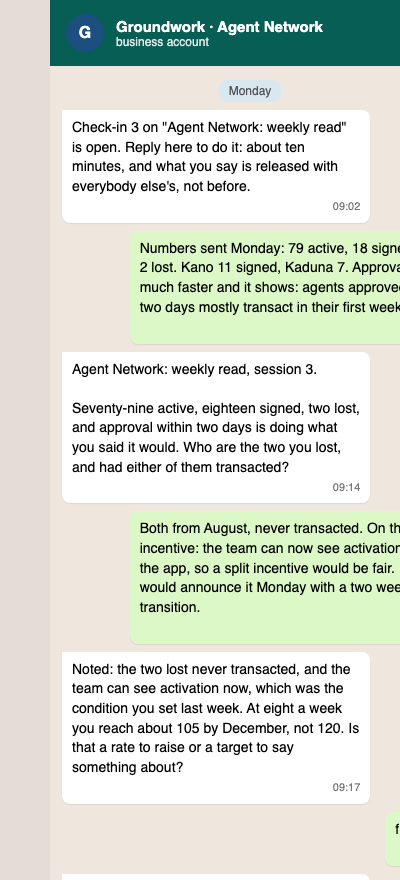 G
Groundwork · Agent Network
business account
Monday
Check-in 3 on "Agent Network: weekly read"
is open. Reply here to do it: about ten
minutes, and what you say is released with
everybody else's, not before.
09:02
Numbers sent Monday: 79 active, 18
2 lost. Kano 11 signed, Kaduna 7.
much faster and it shows: agents
two days mostly transact in their first
Agent Network: weekly read, session 3.
Seventy-nine active, eighteen signed, two lost,
and approval within two days is doing what
you said it would. Who are the two you lost,
and had either of them transacted?
09:14
Both from August, never transacted. On
incentive: the team can now see
the app, so a split incentive would be fair.
would announce it Monday with a two
transition.
Noted: the two lost never transacted, and the
team can see activation now, which was the
condition you set last week. At eight a week
you reach about 105 by December, not 120. Is
that a rate to raise or a target to say
something about?
09:17